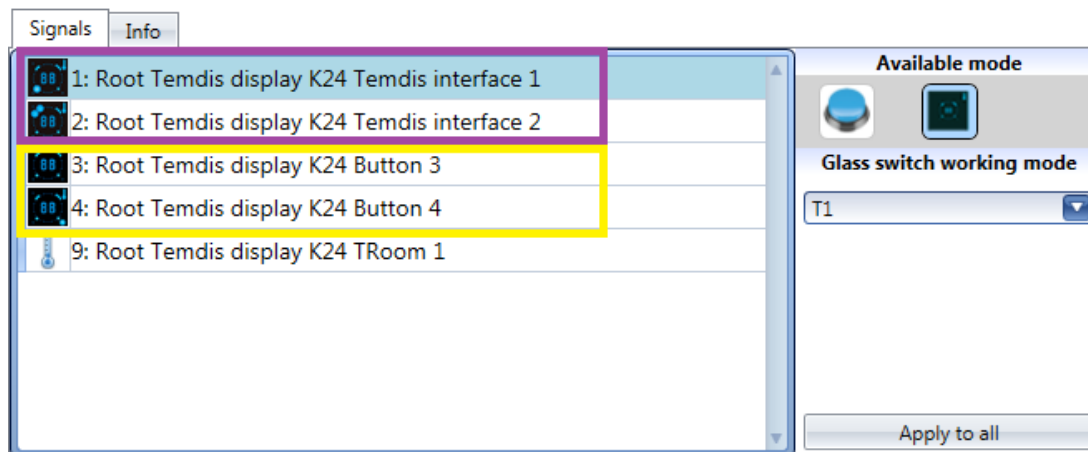 Signals
Info
1: Root Temdis display K24 Temdis interface 1
2: Root Temdis display K24 Temdis interface 2
3: Root Temdis display K24 Button 3
4: Root Temdis display K24 Button 4
9: Root Temdis display K24 TRoom 1
Available mode
Glass switch working mode
T1
Apply to all